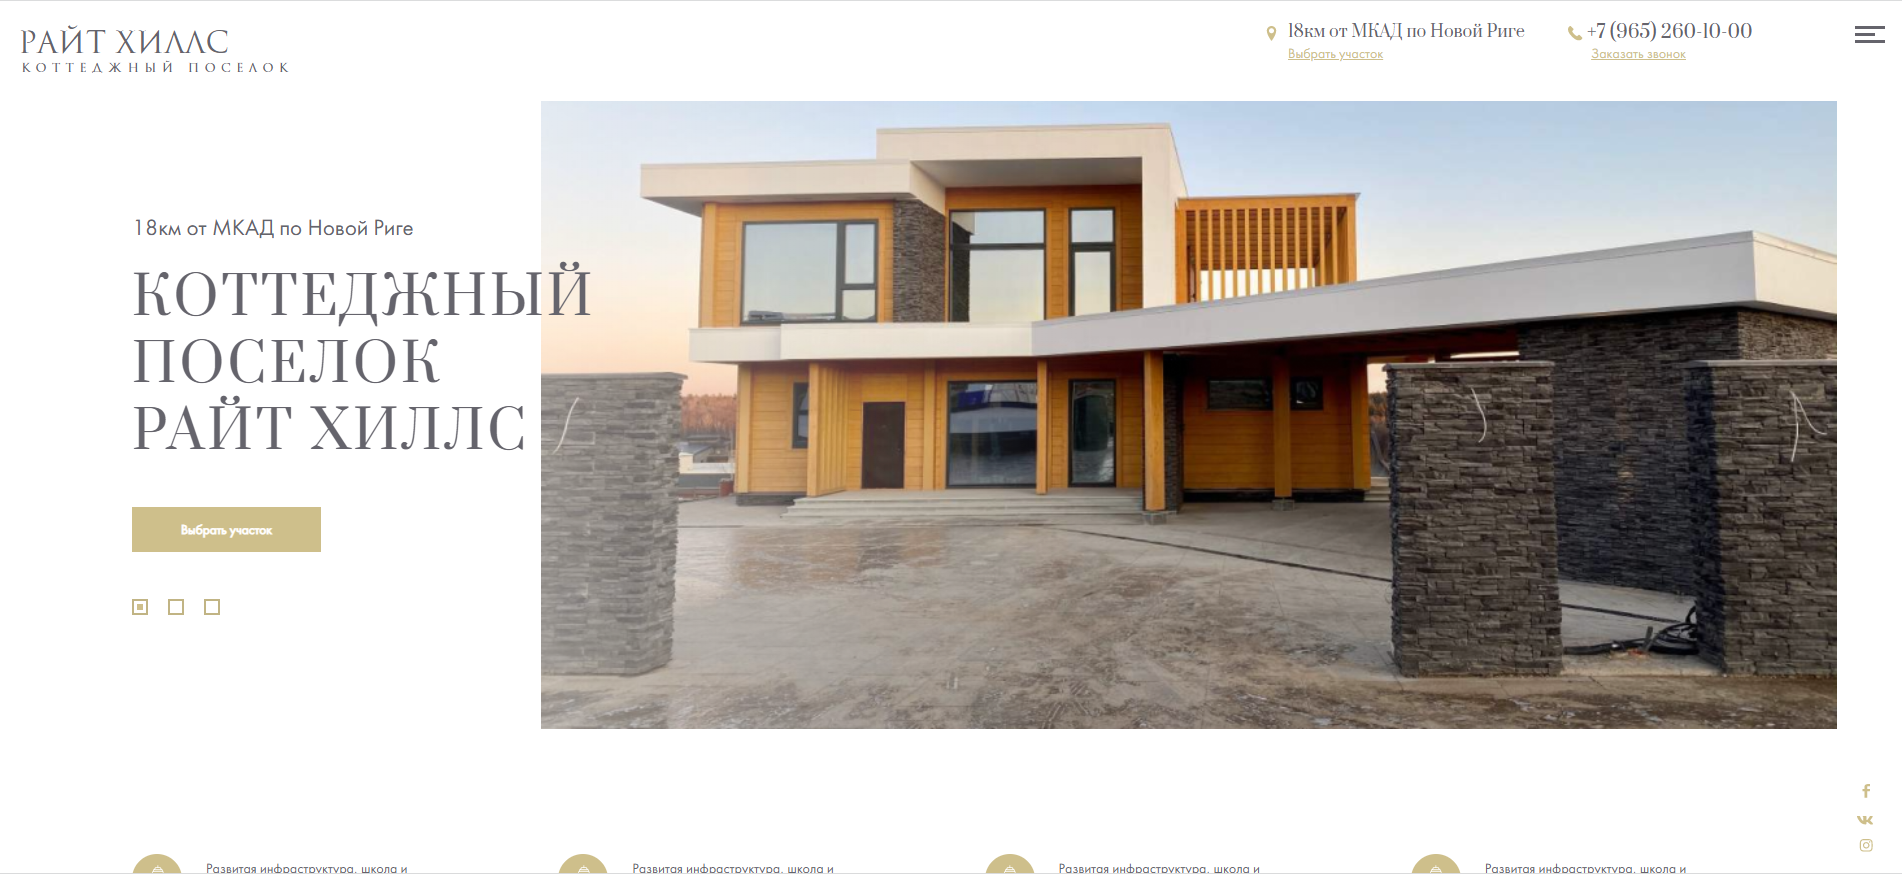 РАЙТ ХИЛЛС
КОТТЕДЖНЫЙ ПОСЕЛОК
18км от МКАД по Новой Риге
Выбрать участок
+7 (965) 260-10-00
Заказать звонок
18км от МКАД по Новой Риге
КОТТЕДЖНЫЙ
ПОСЕЛОК
РАЙТ ХИЛЛС
Выбрать участок
Развитая инфраструктура, школа и
Развитая инфраструктура, школа и
Развитая инфраструктура, школа и
Развитая инфраструктура, школа и